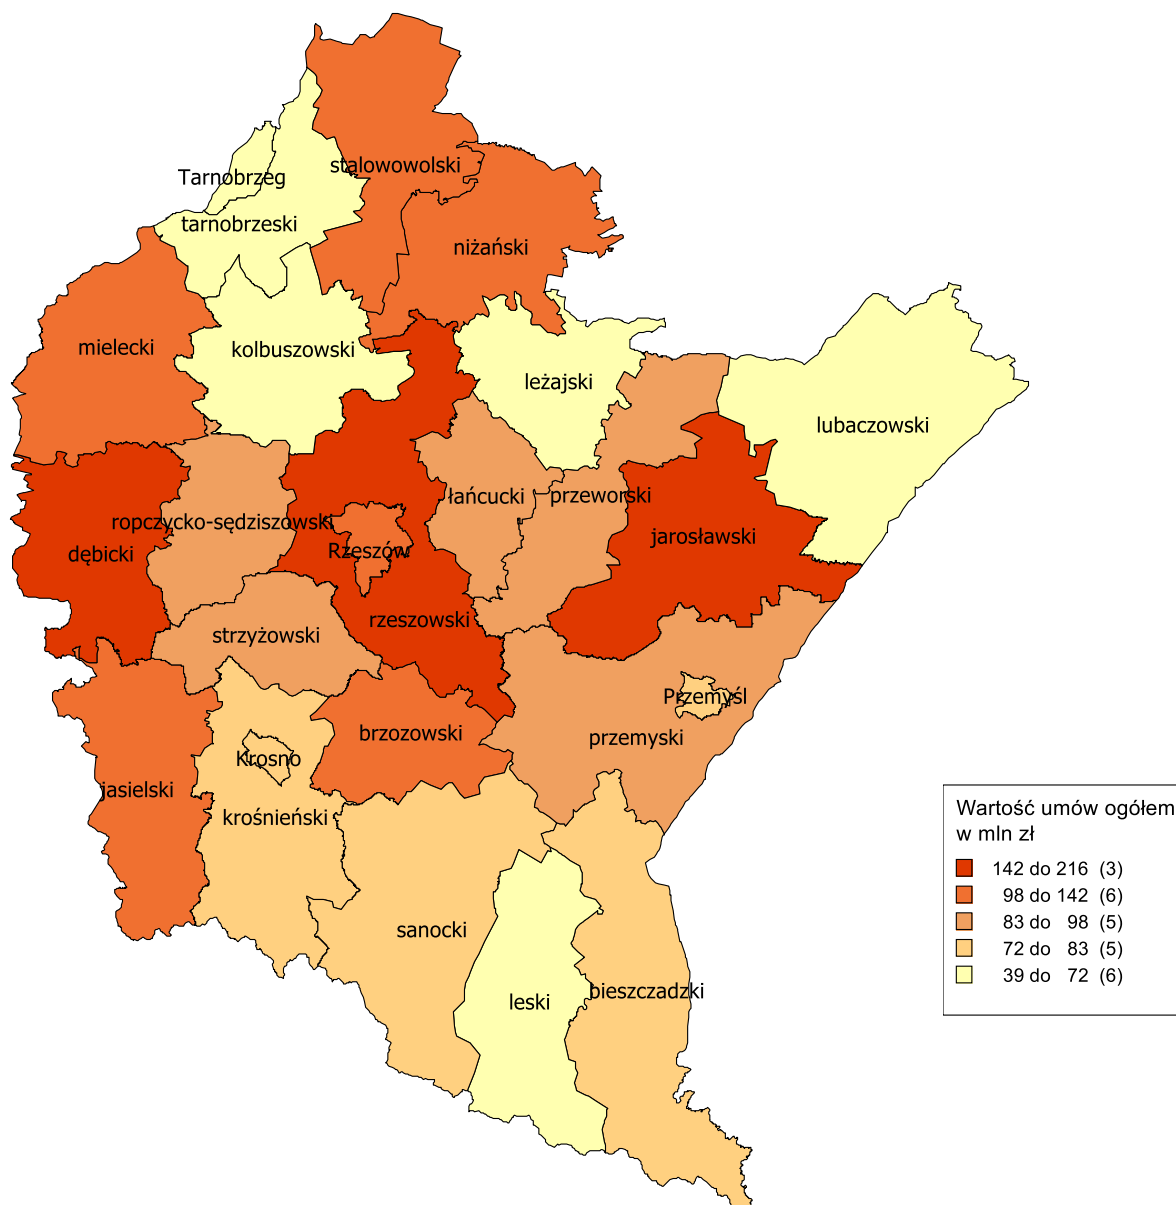 stalowowolski
Tarnobrzeg
tarnobrzeski
niżański
mielecki
kolbuszowski
leżajski
lubaczowski
łańcucki
przeworski
ropczycko-sędziszowski
jarosławski
dębicki
Rzeszów
rzeszowski
strzyżowski
Przemyśl
brzozowski
przemyski
Krosno
jasielski
krośnieński
sanocki
bieszczadzki
leski
Wartość umów ogółem
w mln zł
142 do 216 (3)
98 do 142 (6)
83 do 98 (5)
72 do 83 (5)
39 do 72 (6)